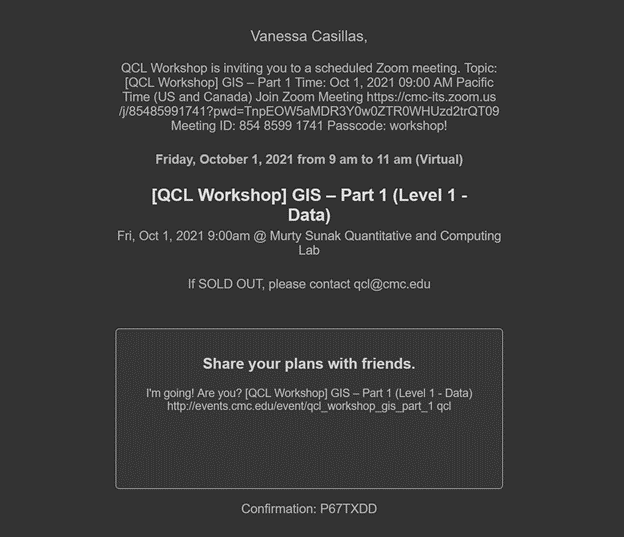 Vanessa Casillas,
QCL Workshop is inviting you to a scheduled Zoom meeting. Topic:
[QCL Workshop] GIS – Part 1 Time: Oct 1, 2021 09:00 AM Pacific
Time (US and Canada) Join Zoom Meeting https://cmc-its.zoom.us
/j/85485991741?pwd=TnpEOW5aMDR3Y0w0ZTR0WHUzd2trQT09
Meeting ID: 854 8599 1741 Passcode: workshop!
Friday, October 1, 2021 from 9 am to 11 am (Virtual)
[QCL Workshop] GIS – Part 1 (Level 1 -
Data)
Fri, Oct 1, 2021 9:00am @ Murty Sunak Quantitative and Computing
Lab
If SOLD OUT, please contact qcl@cmc.edu
Share your plans with friends.
I'm going! Are you? [QCL Workshop] GIS – Part 1 (Level 1 - Data)
http://events.cmc.edu/event/qcl_workshop_gis_part_1 qcl
Confirmation: P67TXDD